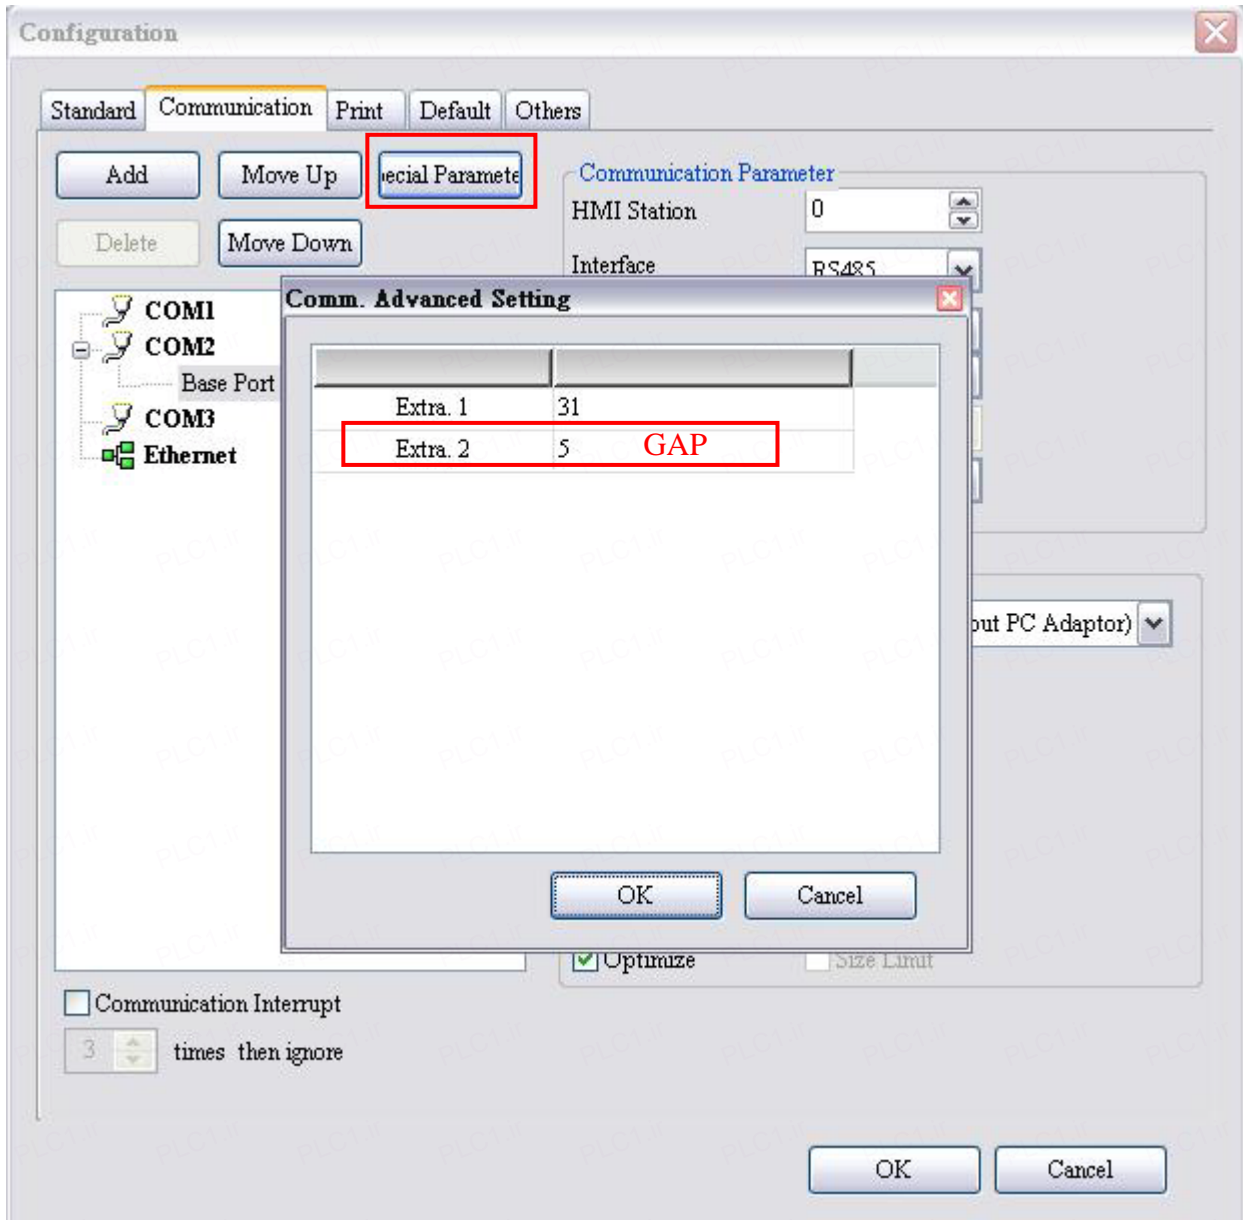 Configuration
Standard Communication Print Default Others
Add Move Up ecial Paramete
Delete Move Down
Communication Parameter
HMI Station 0
Interface RS485
COM1
COM2
Base Port
COM3
Ethernet
Comm. Advanced Setting
Extra. 1 31
Extra. 2 5 GAP
out PC Adaptor)
OK Cancel
Optimize Size Limit
Communication Interrupt
3 times then ignore
OK Cancel
PLC1.ir